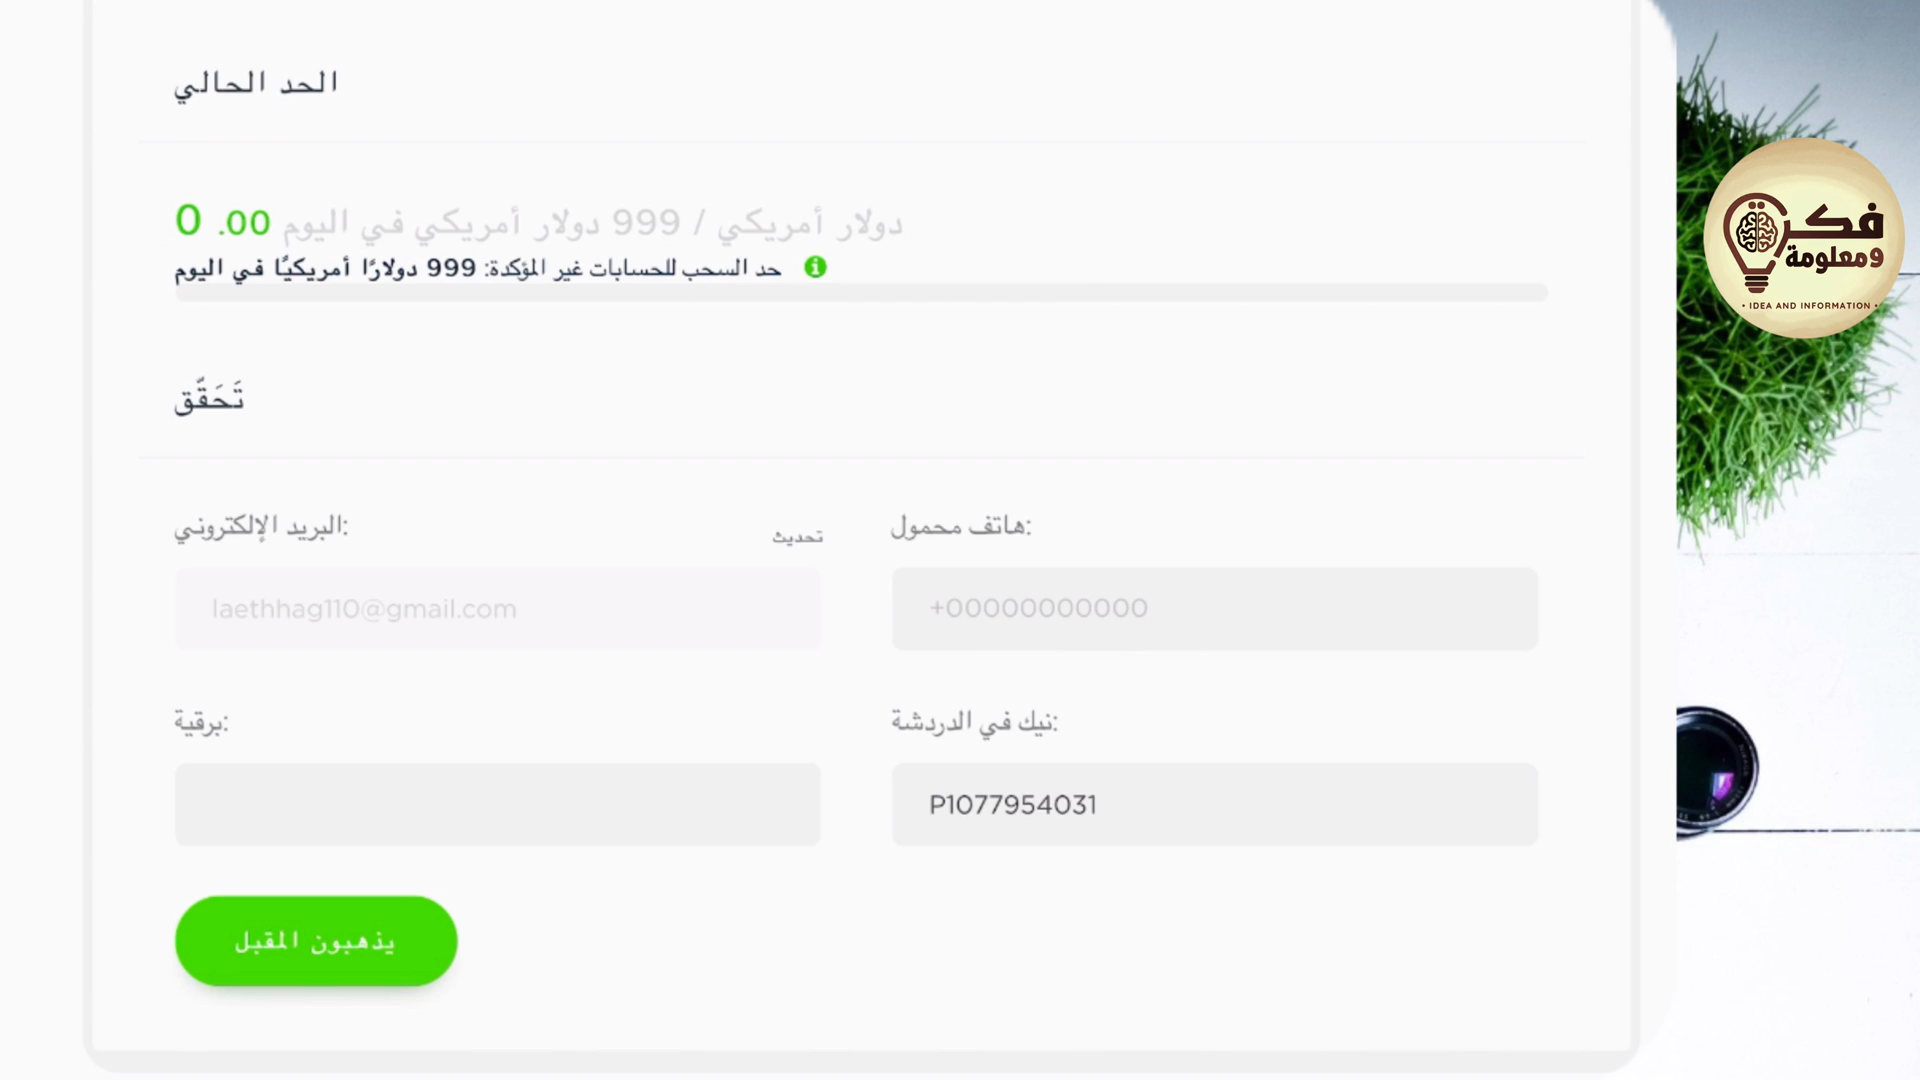 الحد الحالي
0 .00 دولار أمريكي / 999 دولار أمريكي في اليوم
حد السحب للحسابات غير المؤكدة: 999 دولارًا أمريكيًا في اليوم
تَحَقّق
البريد الإلكتروني:
تحديث
هاتف محمول:
laethhag110@gmail.com
+00000000000
برقية:
نيك في الدردشة:
P1077954031
يذهبون المقبل
فكرة
ومعلومة
• IDEA AND INFORMATION •